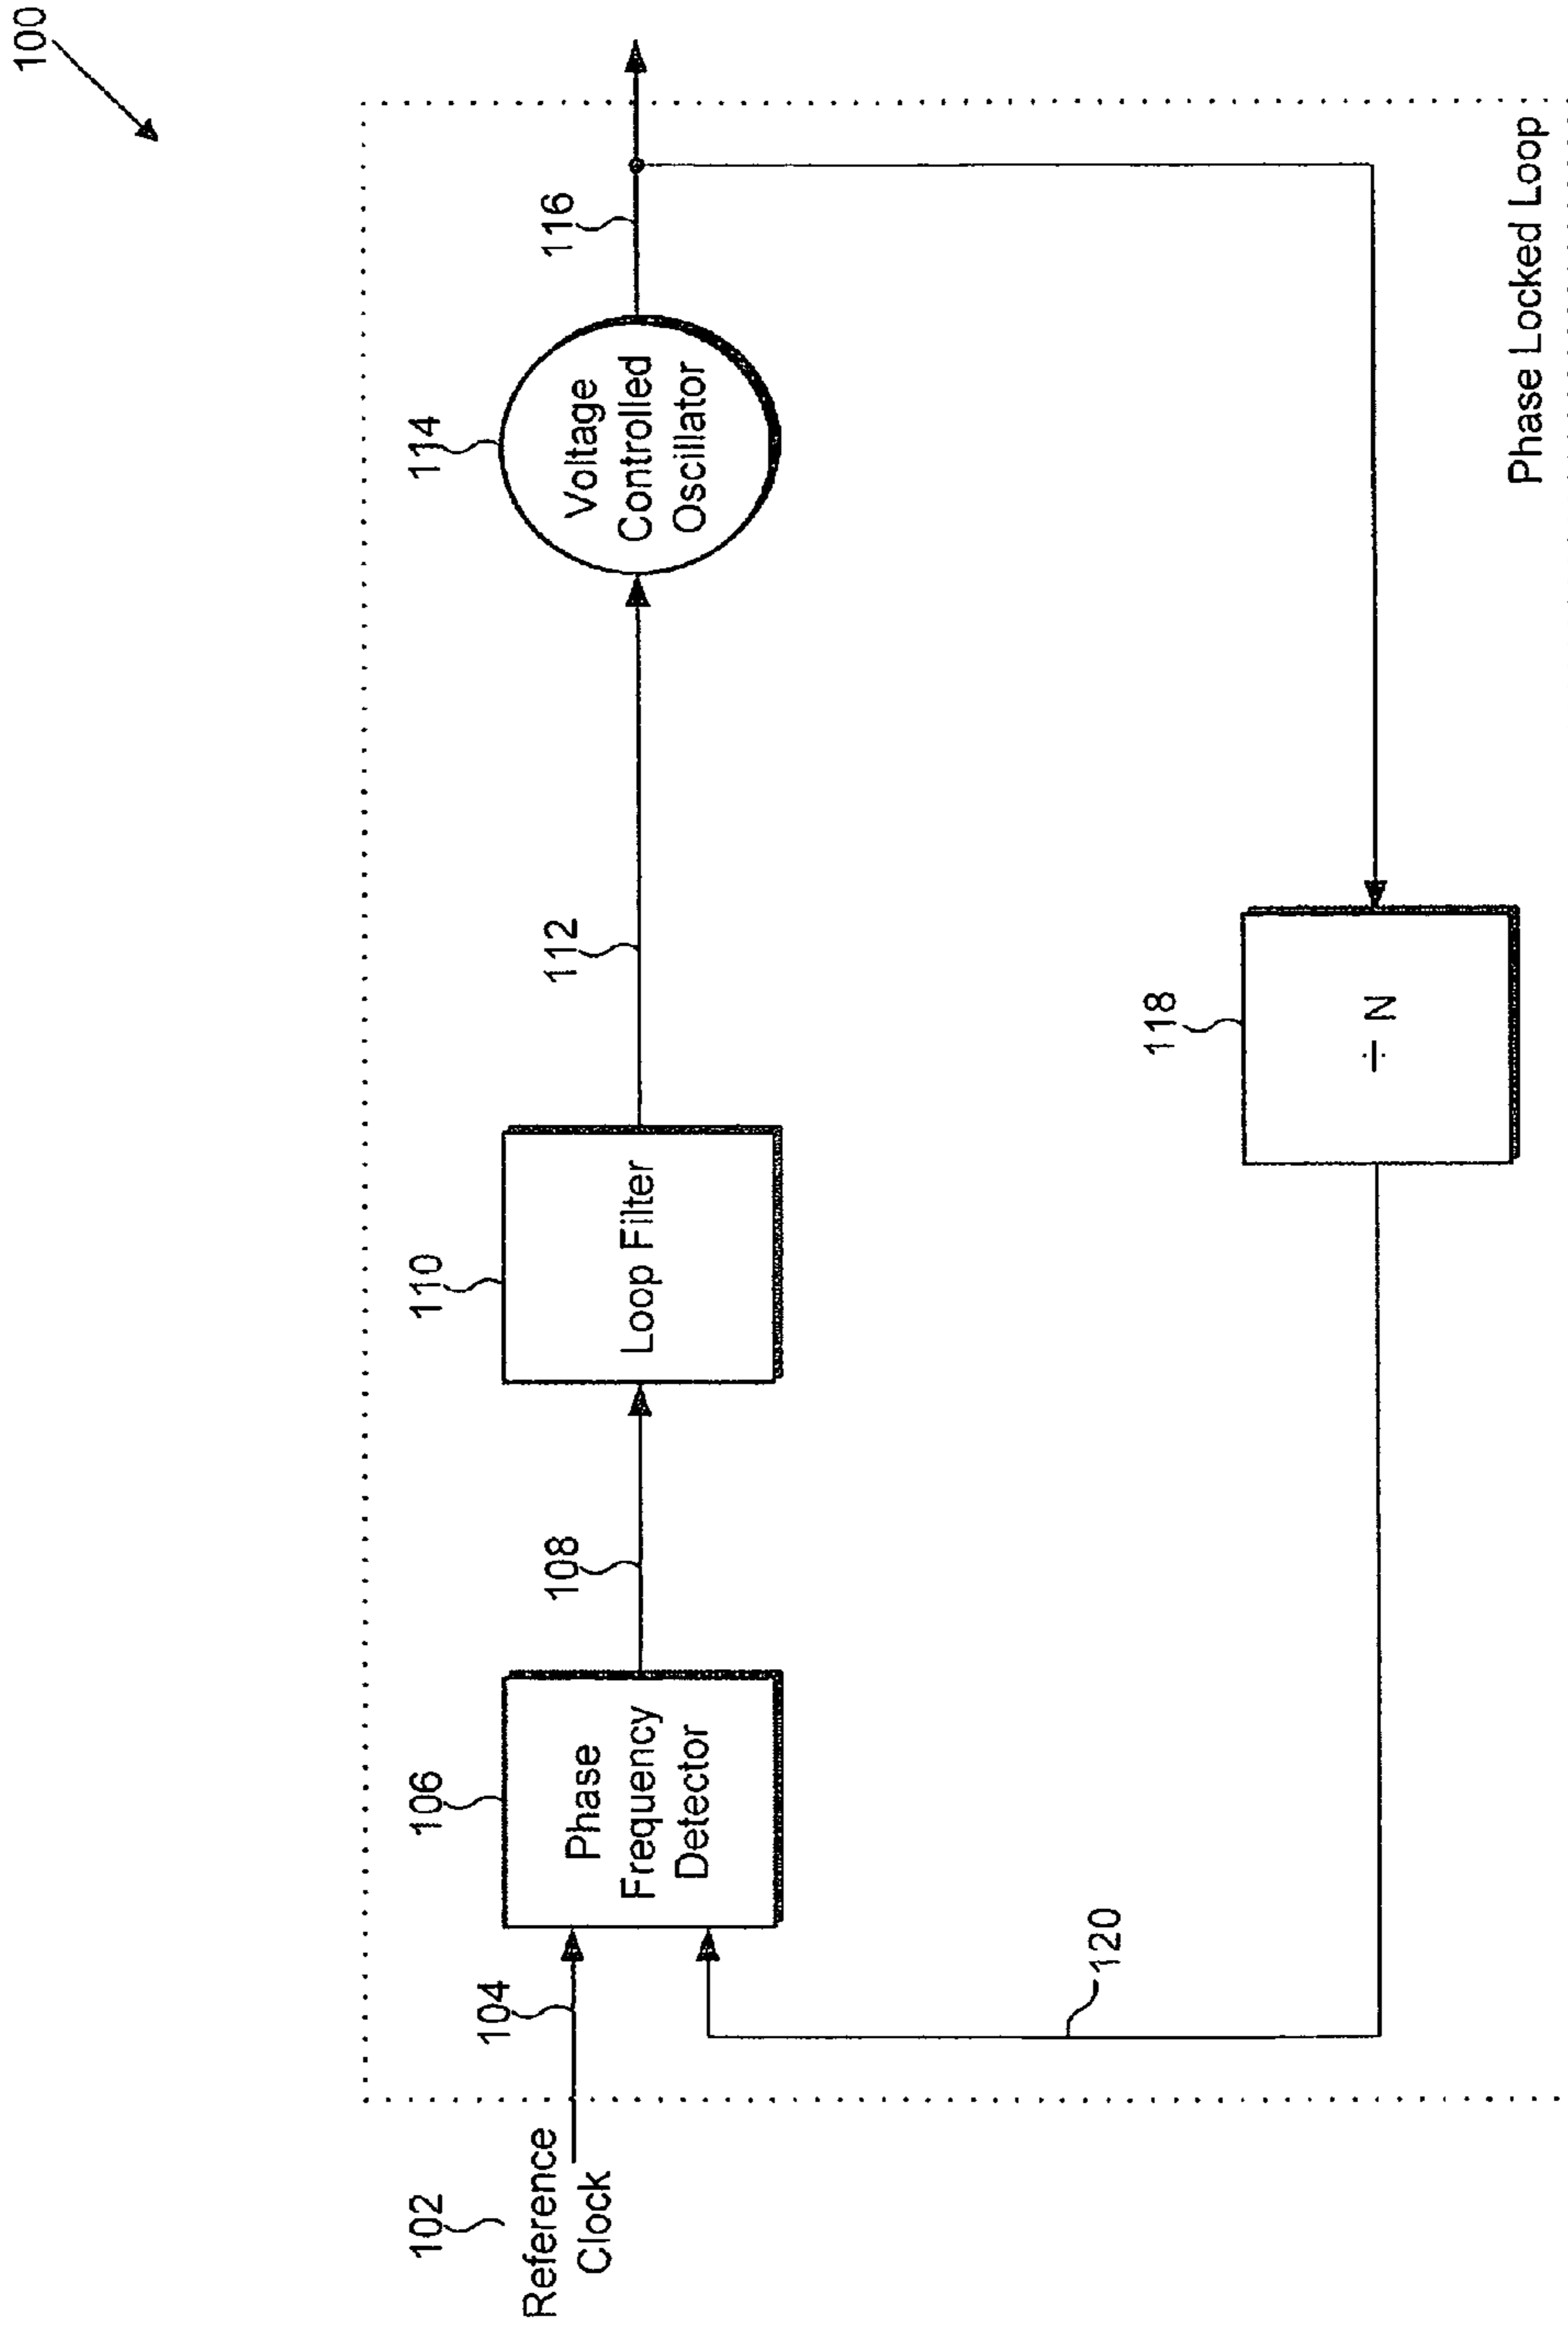 100
102
Reference
Clock
104
106
Phase
Frequency
Detector
108
110
Loop Filter
112
114
Voltage
Controlled
Oscillator
116
118
÷ N
120
Phase Locked Loop